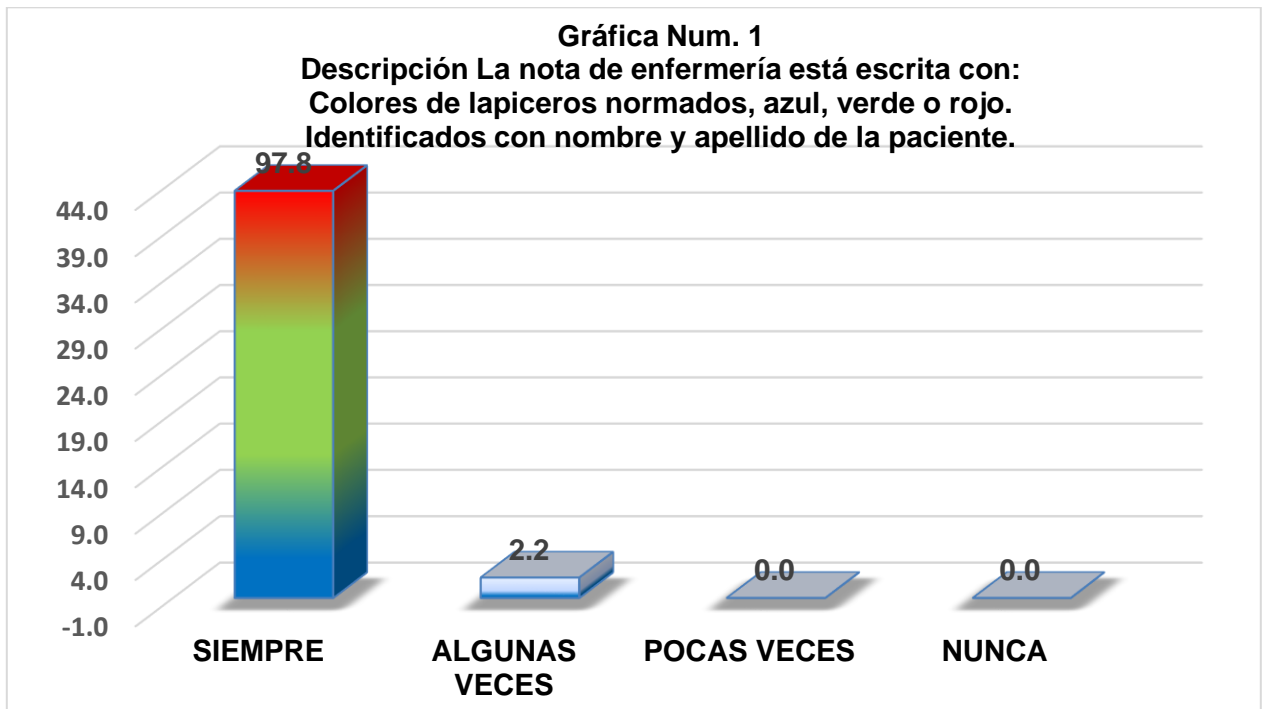 Gráfica Num. 1
Descripción La nota de enfermería está escrita con:
Colores de lapiceros normados, azul, verde o rojo.
Identificados con nombre y apellido de la paciente.
97.8
44.0
39.0
34.0
29.0
24.0
19.0
14.0
9.0
4.0
-1.0
2.2
0.0
0.0
SIEMPRE
ALGUNAS
VECES
POCAS VECES
NUNCA